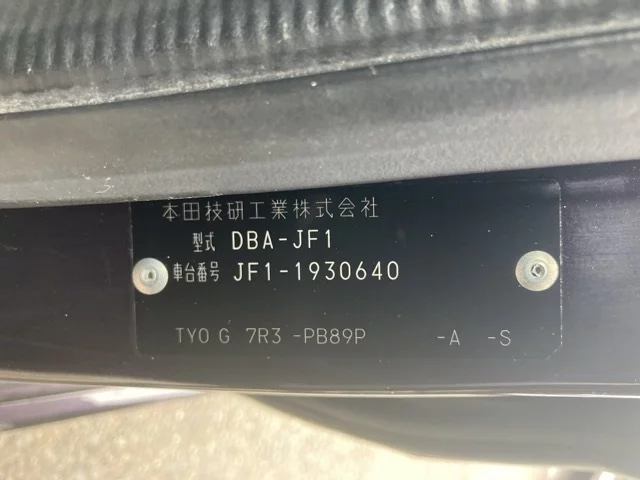 本田技研工業株式会社
型式 DBA-JF1
車台番号 JF1-1930640
TYO G 7R3 -PB89P -A -S